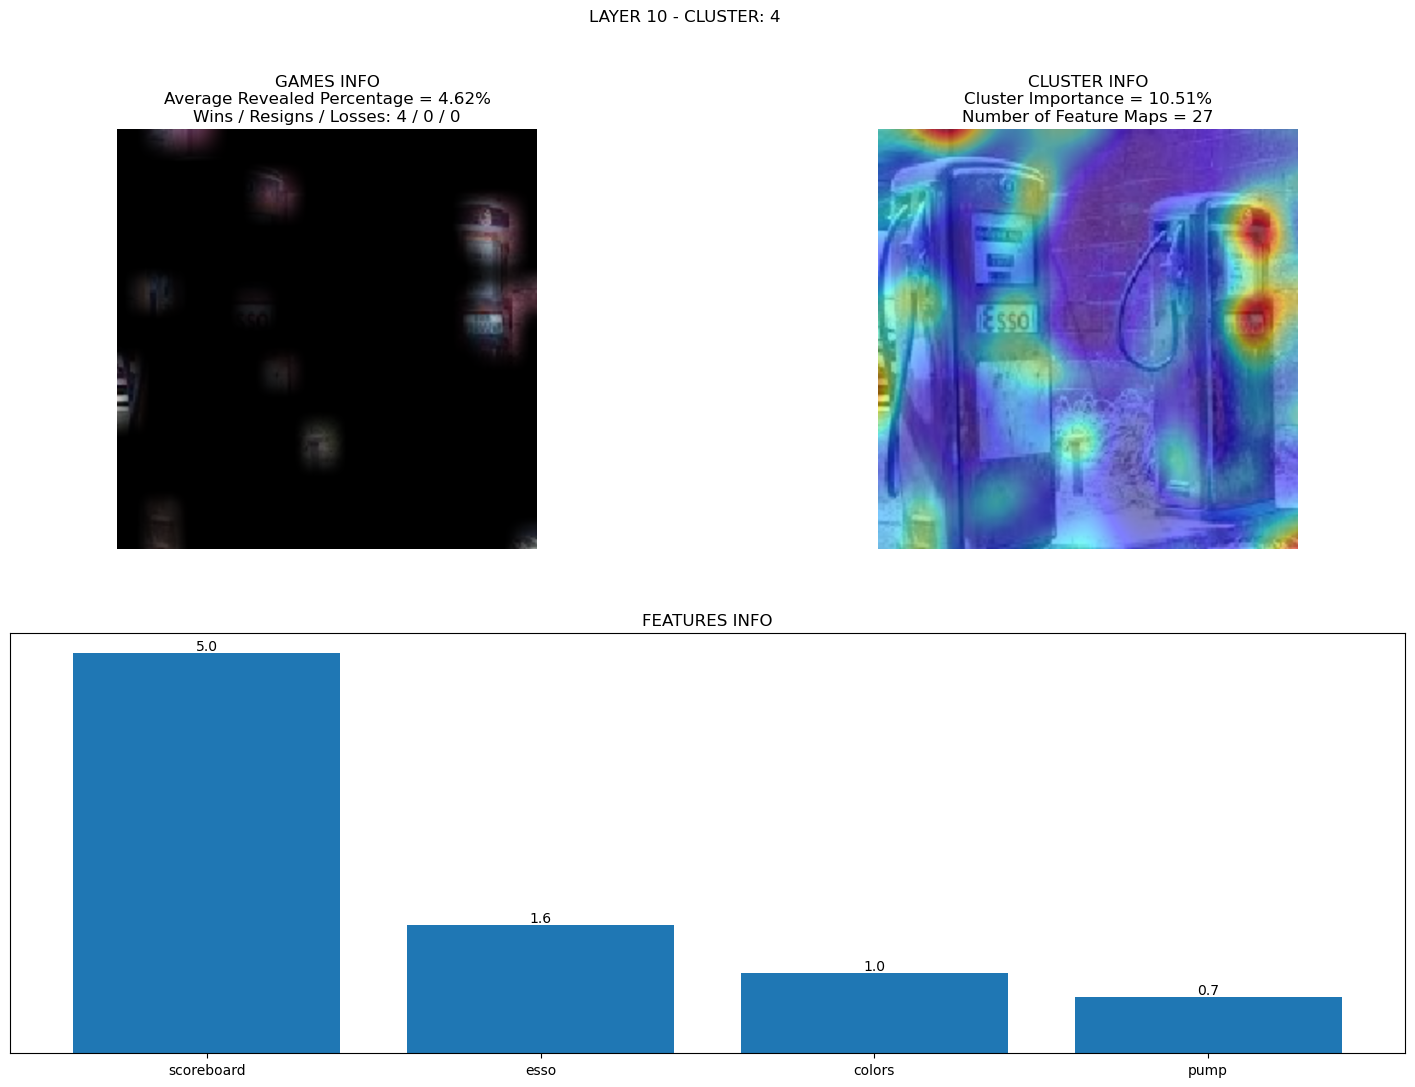 LAYER 10 - CLUSTER: 4
GAMES INFO
Average Revealed Percentage = 4.62%
Wins / Resigns / Losses: 4 / 0 / 0
CLUSTER INFO
Cluster Importance = 10.51%
Number of Feature Maps = 27
ESSO
FEATURES INFO
5.0
1.6
1.0
0.7
scoreboard
esso
colors
pump